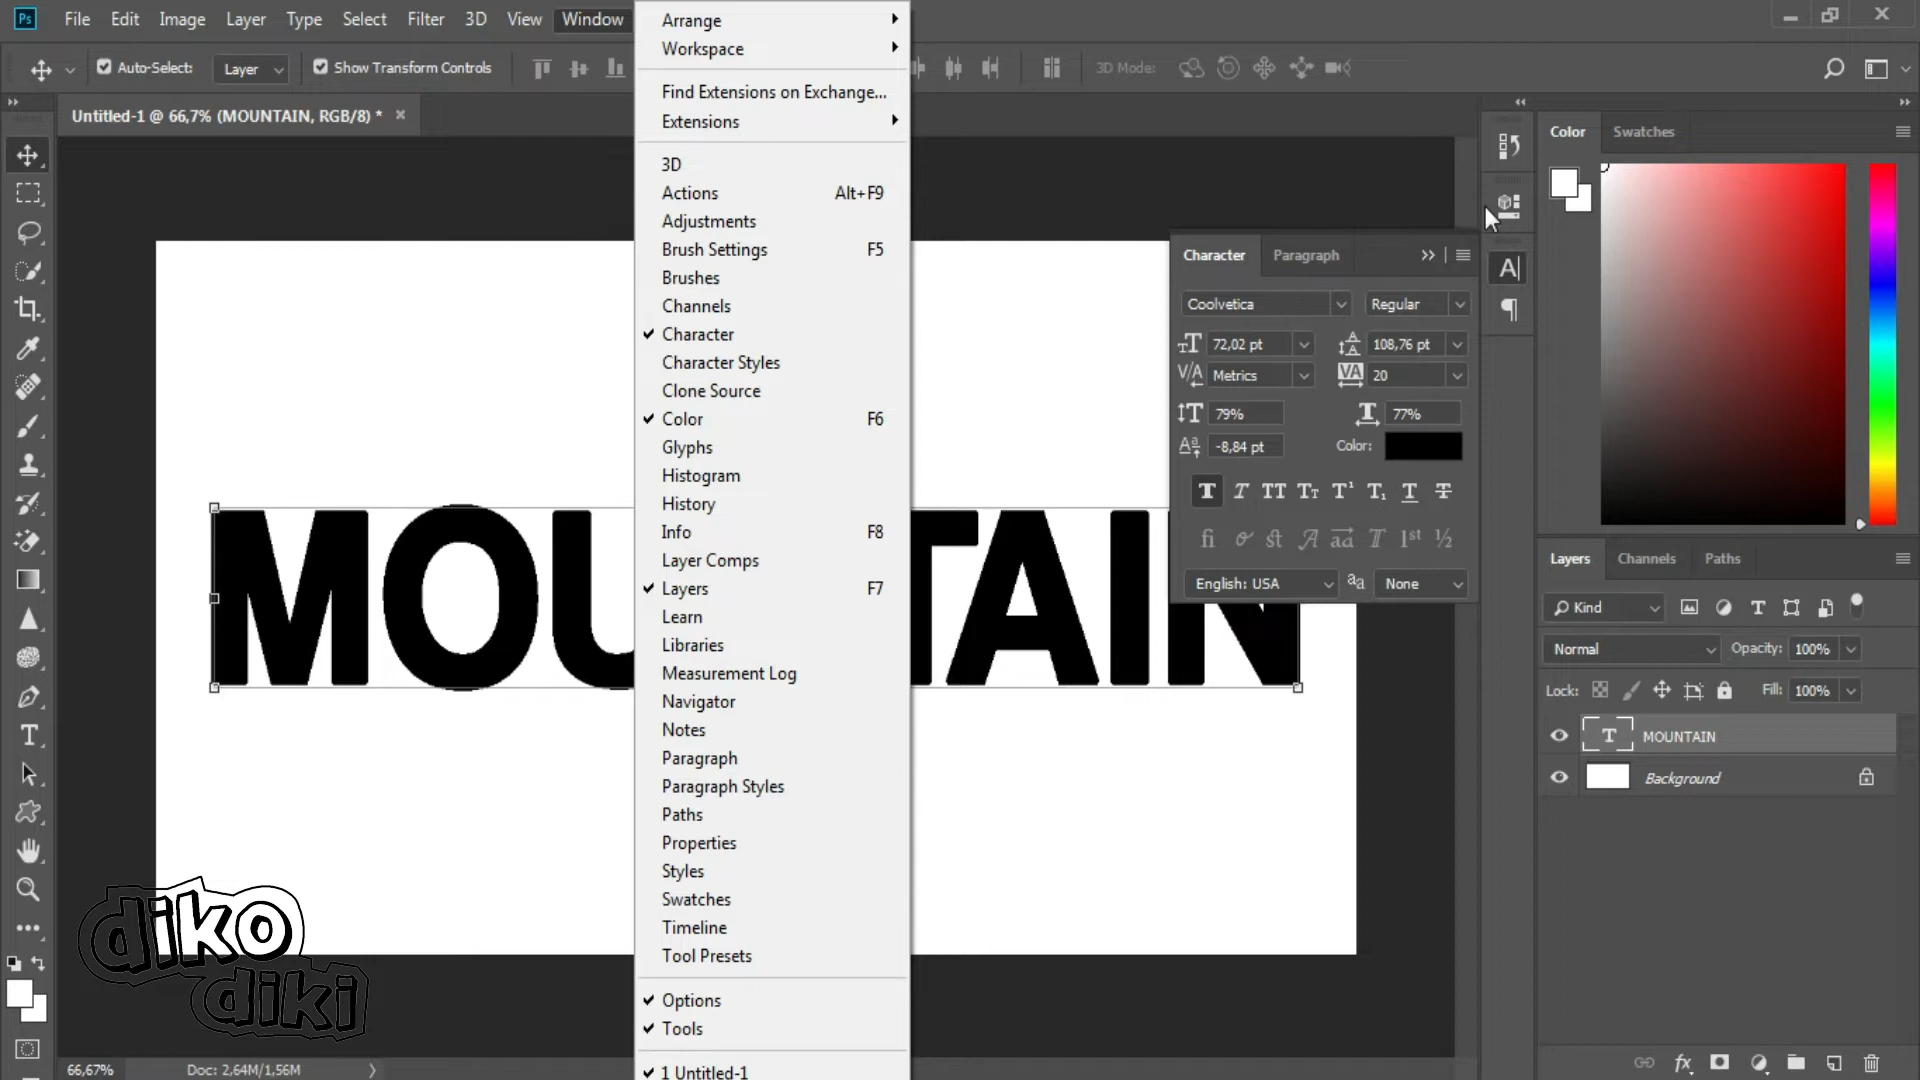 Ps File Edit Image Layer Type Select Filter 3D View Window
Auto-Select: Layer Show Transform Controls 3D Mode:
Untitled-1 @ 66,7% (MOUNTAIN, RGB/8) *
Arrange
Workspace
Find Extensions on Exchange...
Extensions
3D
Actions Alt+F9
Adjustments
Brush Settings F5
Brushes
Channels
Character
Character Styles
Clone Source
Color F6
Glyphs
Histogram
History
Info F8
Layer Comps
Layers F7
Learn
Libraries
Measurement Log
Navigator
Notes
Paragraph
Paragraph Styles
Paths
Properties
Styles
Swatches
Timeline
Tool Presets
Options
Tools
1 Untitled-1
MOU TAIN
Character Paragraph
Coolvetica Regular
72,02 pt 108,76 pt
Metrics 20
79% 77%
-8,84 pt Color:
English: USA None
Color Swatches
Layers Channels Paths
Kind
Normal Opacity: 100%
Lock: Fill: 100%
MOUNTAIN
Background
diko
diki
66,67% Doc: 2,64M/1,56M